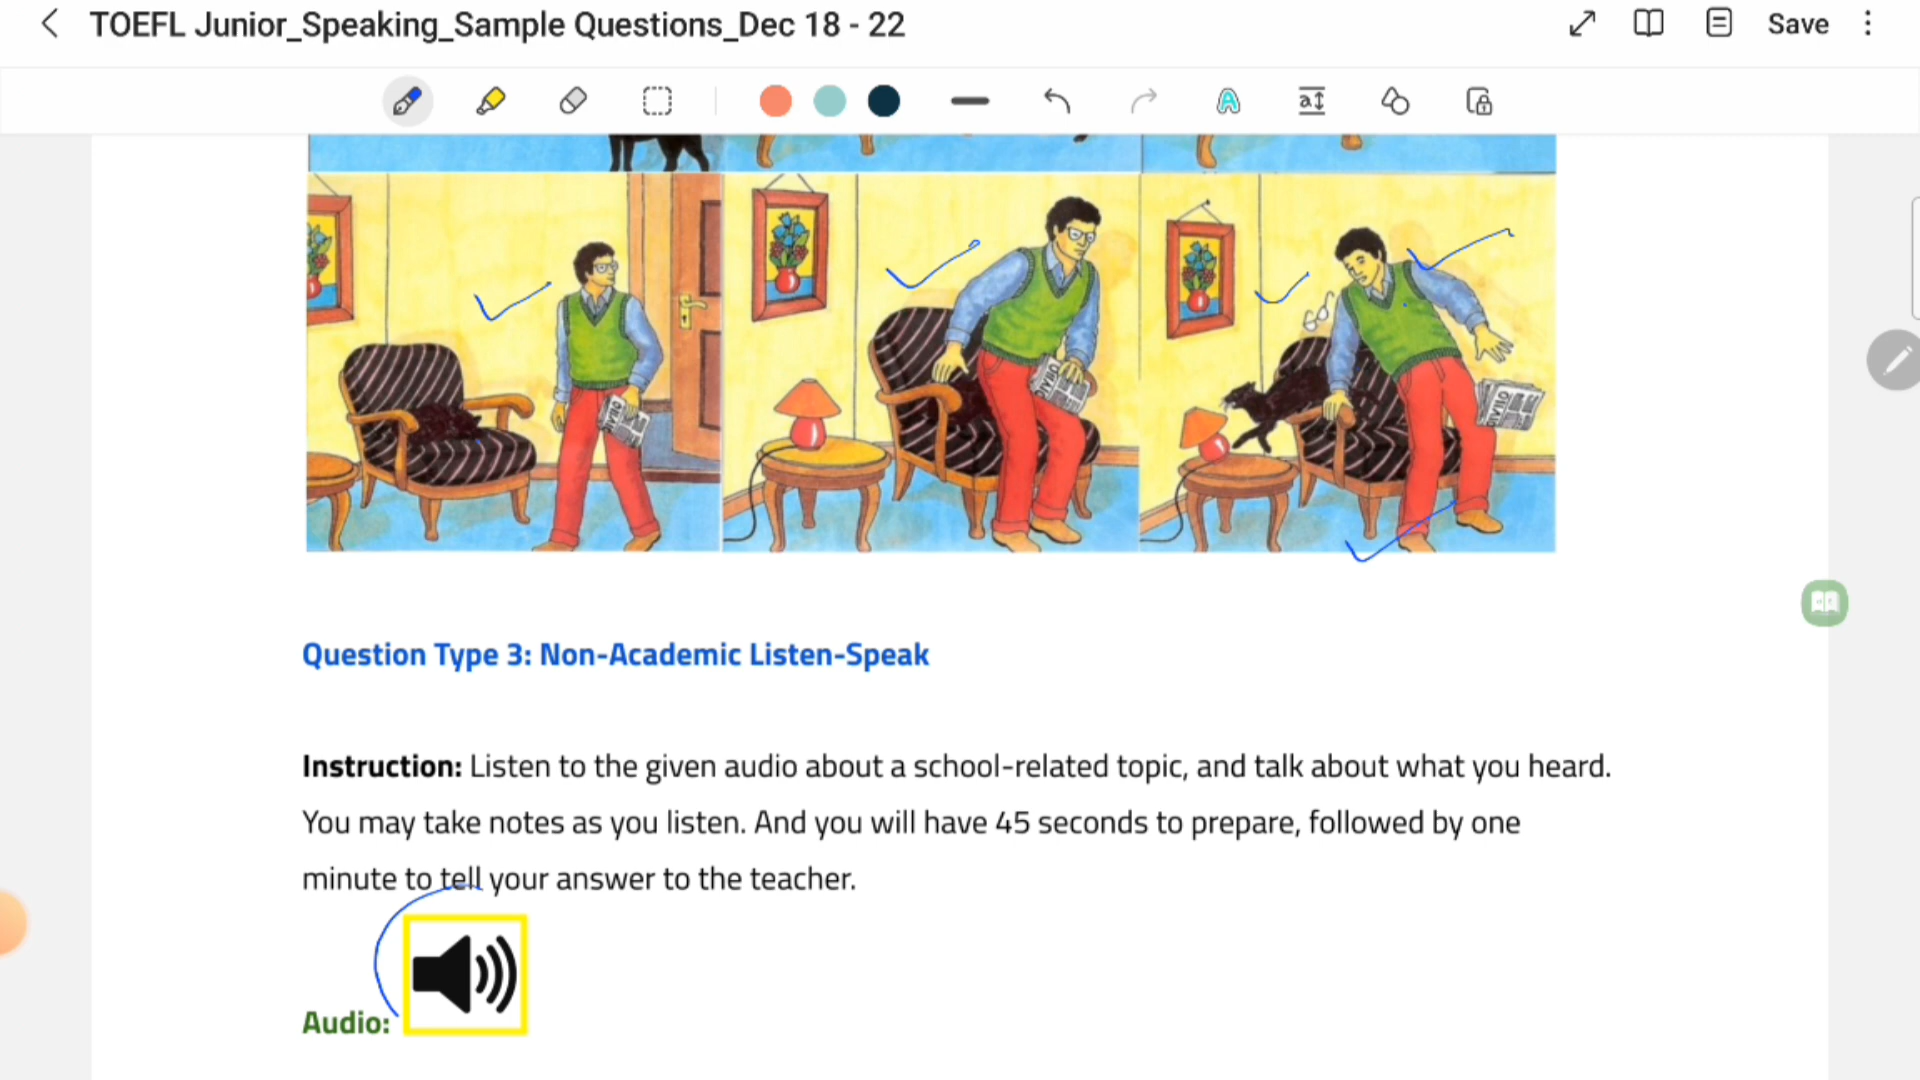 TOEFL Junior_Speaking_Sample Questions_Dec 18 - 22
Save
Question Type 3: Non-Academic Listen-Speak
Instruction: Listen to the given audio about a school-related topic, and talk about what you heard.
You may take notes as you listen. And you will have 45 seconds to prepare, followed by one
minute to tell your answer to the teacher.
Audio: